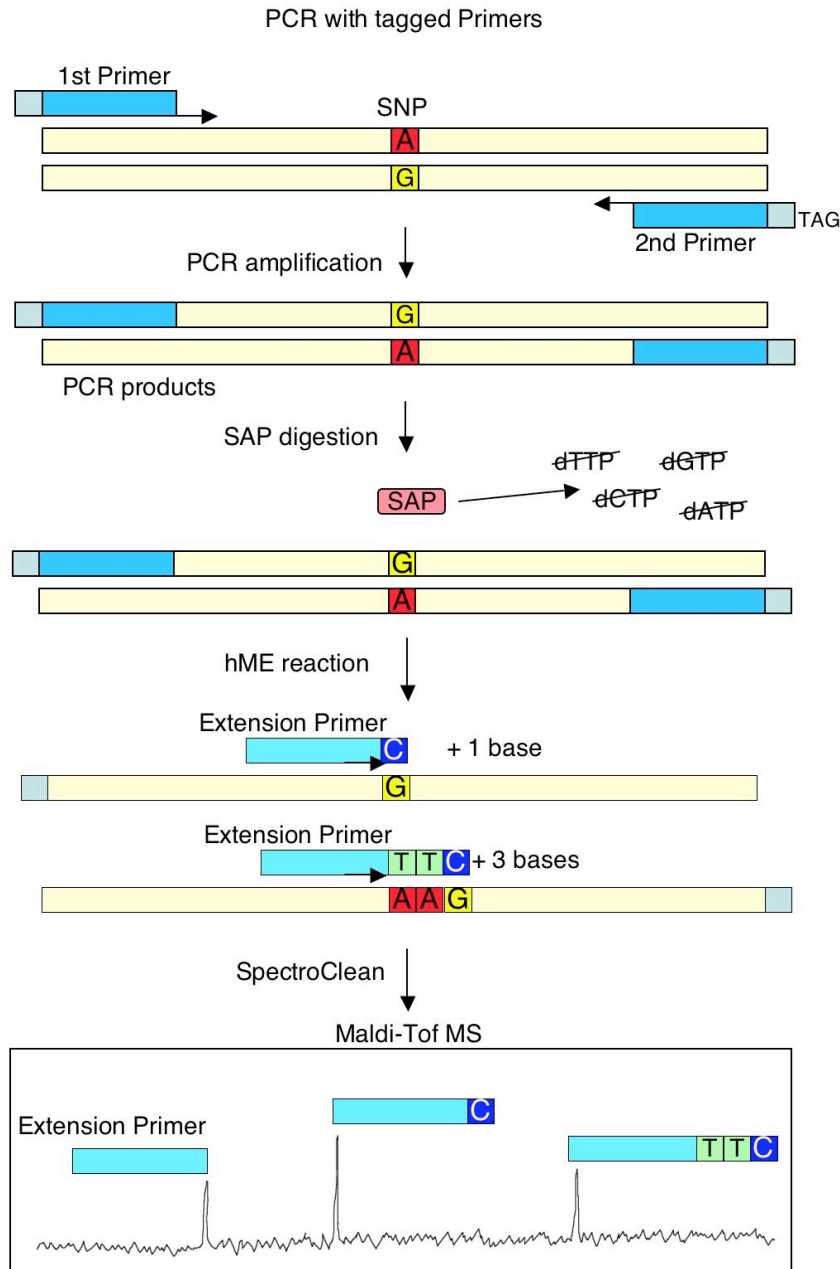 PCR with tagged Primers
1st Primer
SNP
A
G
TAG
2nd Primer
PCR amplification
G
A
PCR products
SAP digestion
dTTP dGTP
SAP
dCTP dATP
G
A
hME reaction
Extension Primer
C + 1 base
G
Extension Primer
T T C + 3 bases
A A G
SpectroClean
Maldi-Tof MS
C
Extension Primer
T T C